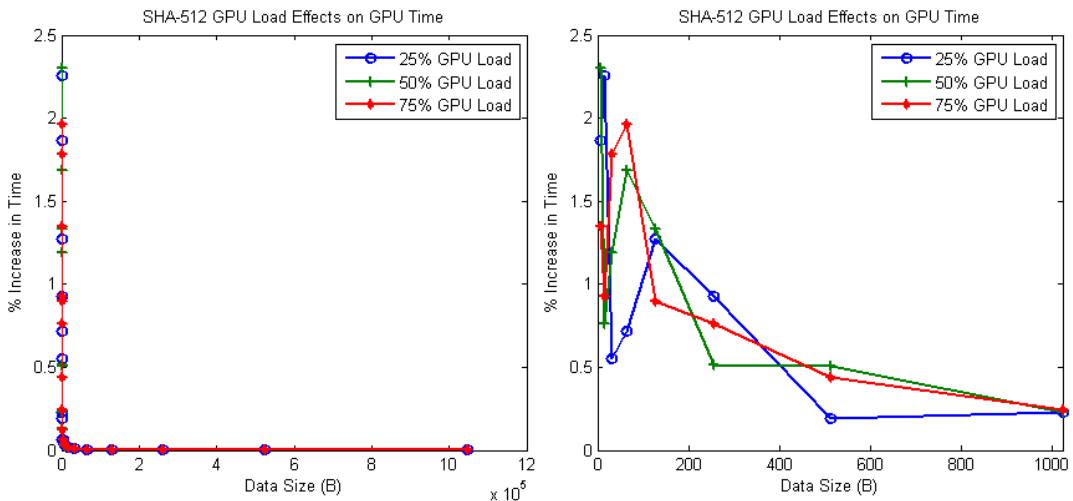 SHA-512 GPU Load Effects on GPU Time
2.5
2
1.5
1
0.5
0
% Increase in Time
25% GPU Load
50% GPU Load
75% GPU Load
0 2 4 6 8 10 12
Data Size (B)
x 10^5
SHA-512 GPU Load Effects on GPU Time
2.5
2
1.5
1
0.5
0
% Increase in Time
25% GPU Load
50% GPU Load
75% GPU Load
0 200 400 600 800 1000
Data Size (B)